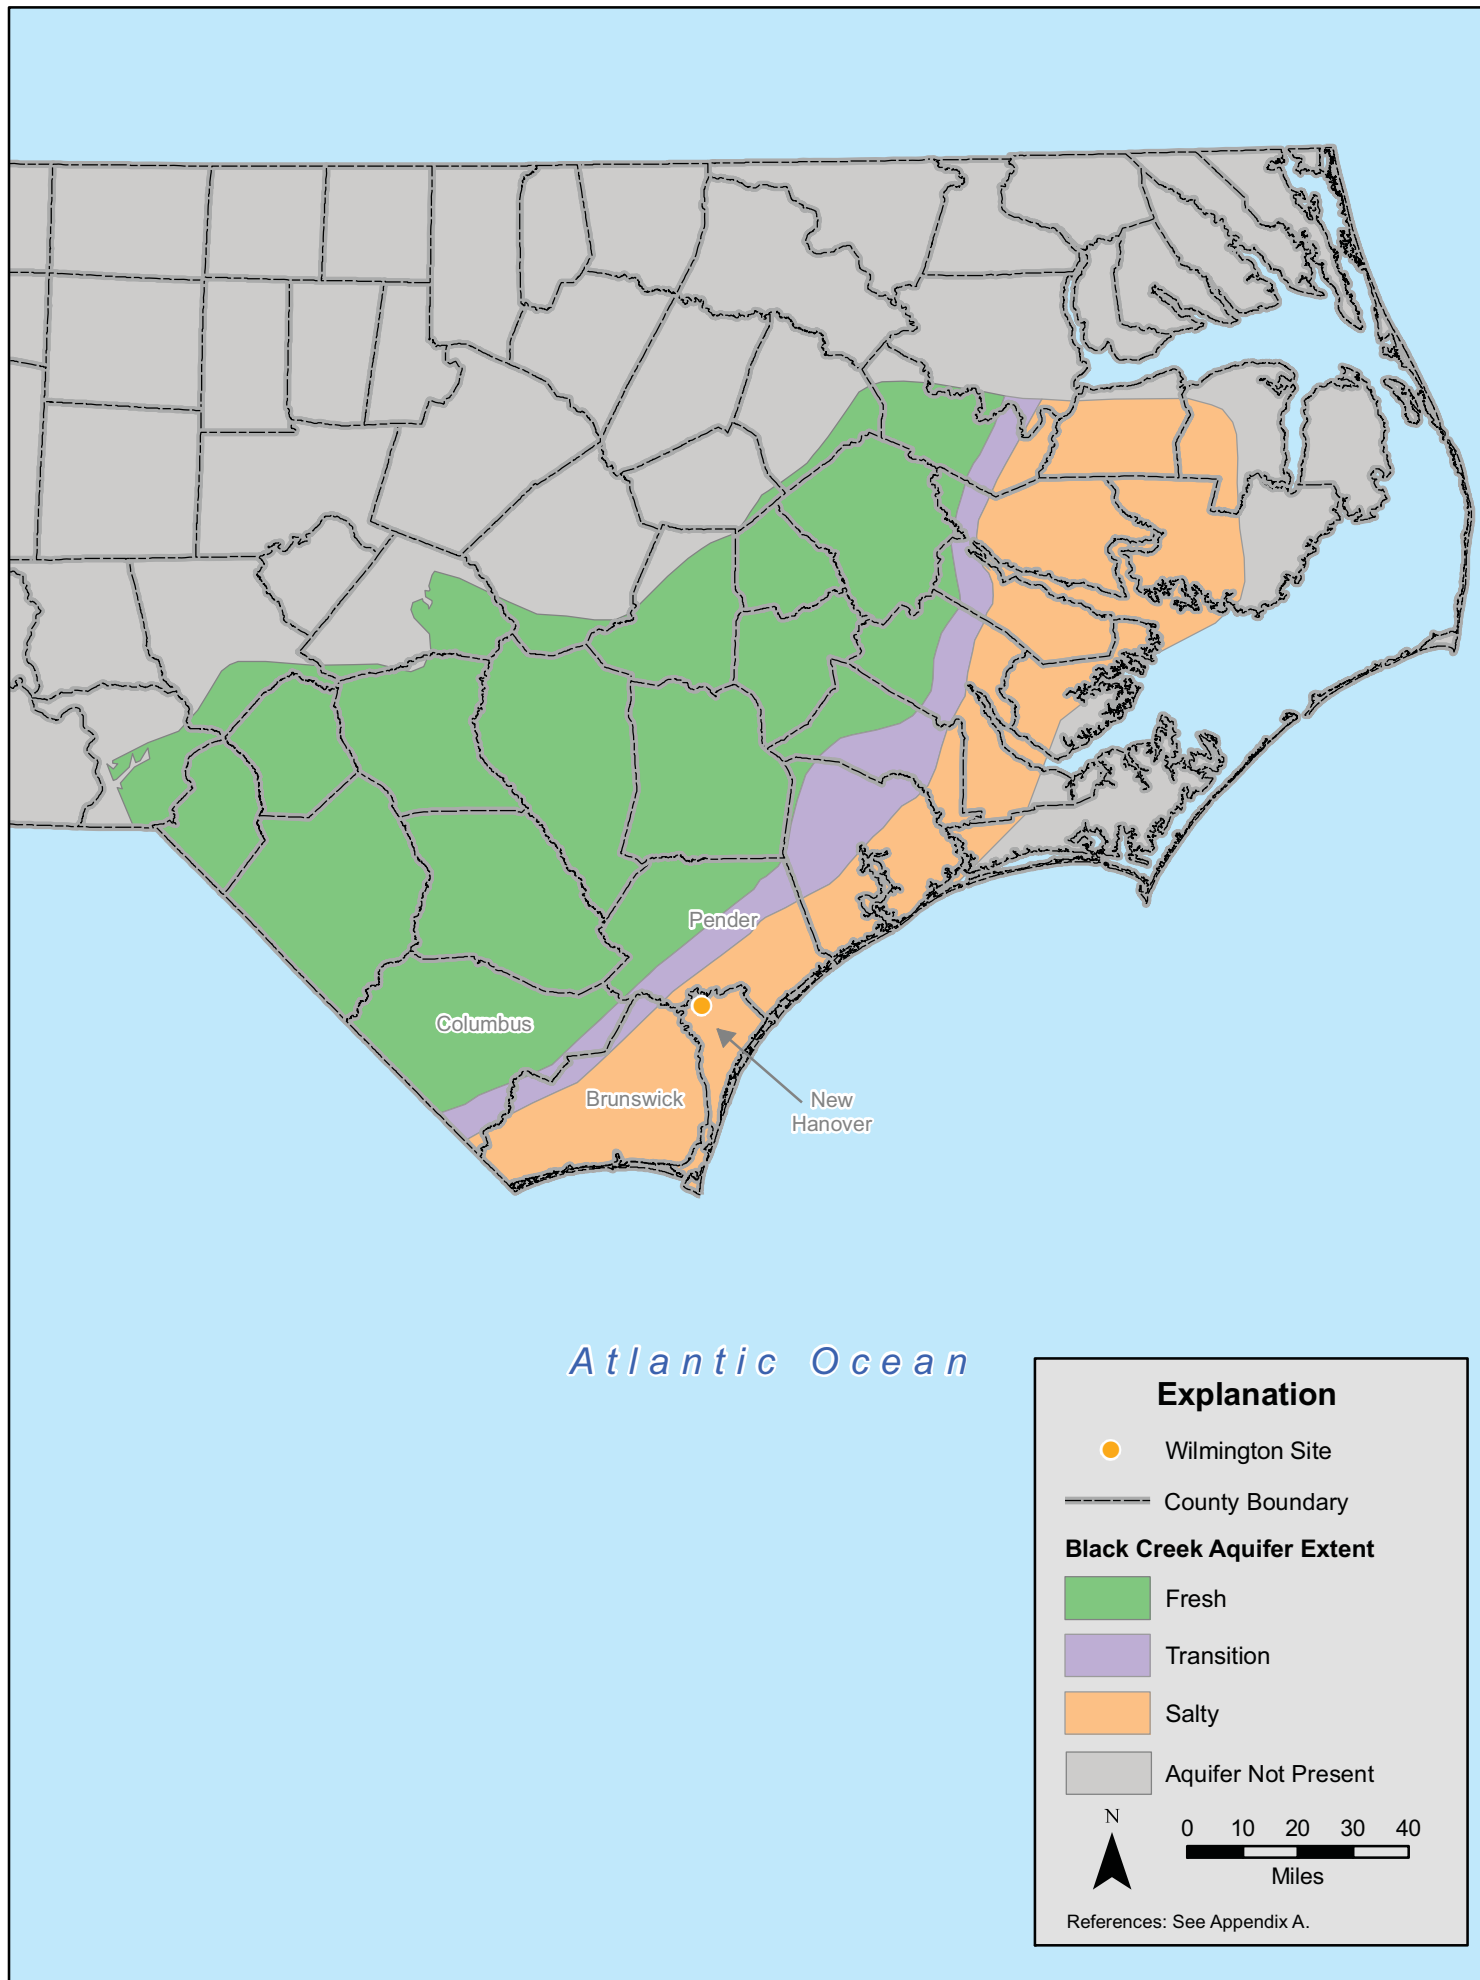 Pender
Columbus
Brunswick
New
Hanover
Atlantic Ocean
Explanation
Wilmington Site
County Boundary
Black Creek Aquifer Extent
Fresh
Transition
Salty
Aquifer Not Present
N
0 10 20 30 40
Miles
References: See Appendix A.